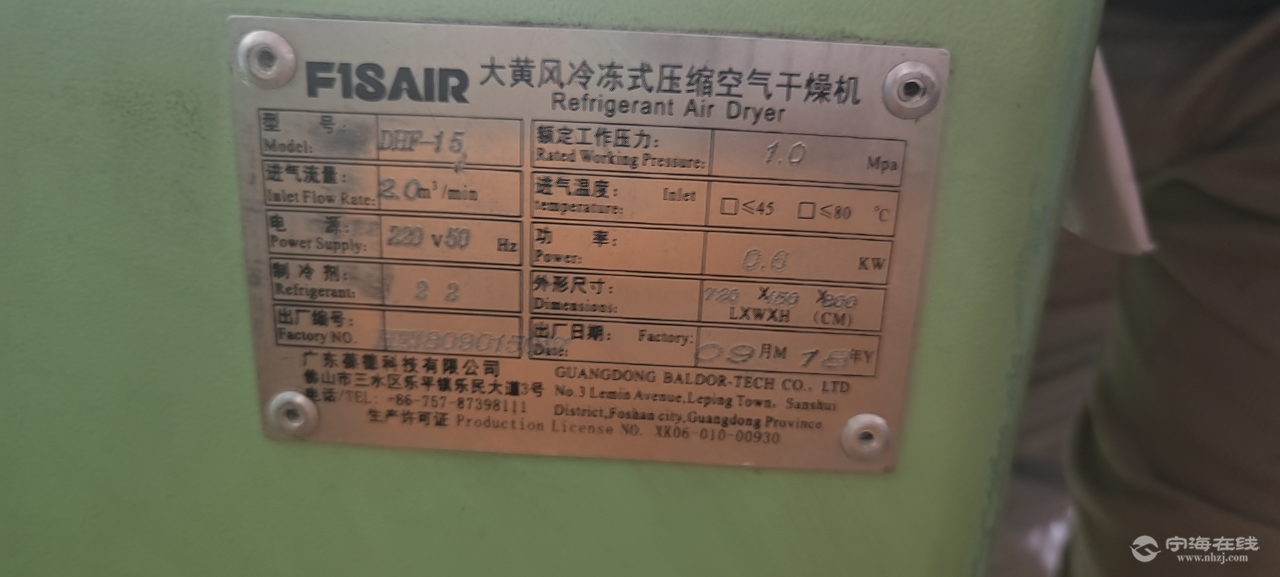 FISAIR 大黄风冷冻式压缩空气干燥机
Refrigerant Air Dryer
型 号: DHF-15
Model:
额定工作压力: 1.0 Mpa
Rated Working Pressure:
进气流量: 2.0m³/min
Inlet Flow Rate:
进气温度: Inlet □≤45 □≤80 ℃
temperature:
电 源: 220 V 50 Hz
Power Supply:
功 率: 0.6 KW
Power:
制冷剂: 22
Refrigerant:
外形尺寸: X X800
Dimensions: LXWXH (CM)
出厂编号:
Factory NO.
出厂日期: Factory: 09月M 18年Y
Date:
广东葆德科技有限公司
佛山市三水区乐平镇乐民大道3号
电话/TEL: +86-757-87398111
GUANGDONG BALDOR-TECH CO., LTD
No.3 Lemin Avenue,Leping Town, Sanshui
District,Foshan city,Guangdong Province
生产许可证 Production License NO. XK06-010-00930
宁海在线
www.nhzj.com